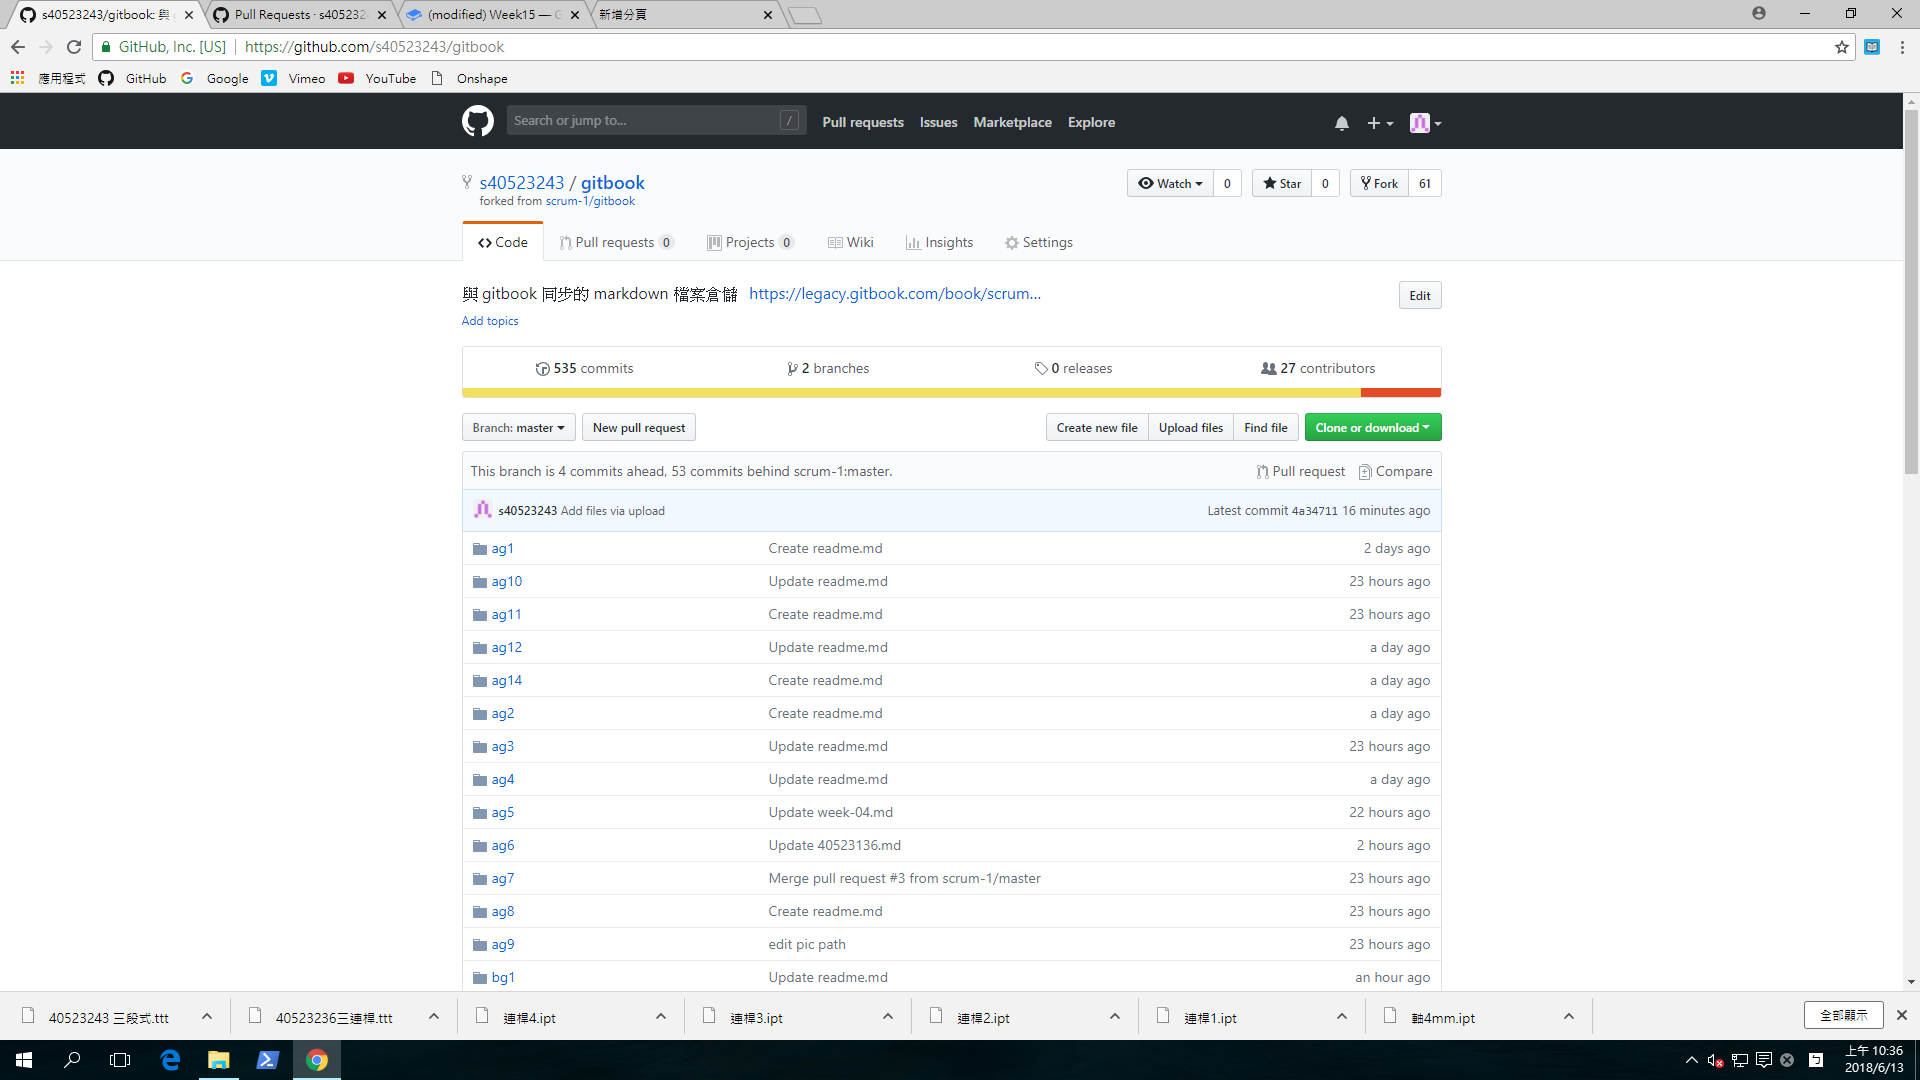 s40523243/gitbook: 與
Pull Requests · s4052324
(modified) Week15 — G
新增分頁
GitHub, Inc. [US]
https://github.com/s40523243/gitbook
應用程式
GitHub
Google
Vimeo
YouTube
Onshape
Search or jump to...
/
Pull requests
Issues
Marketplace
Explore
s40523243 / gitbook
Watch 0
Star 0
Fork 61
forked from scrum-1/gitbook
Code
Pull requests 0
Projects 0
Wiki
Insights
Settings
與 gitbook 同步的 markdown 檔案倉儲 https://legacy.gitbook.com/book/scrum...
Edit
Add topics
535 commits
2 branches
0 releases
27 contributors
Branch: master
New pull request
Create new file
Upload files
Find file
Clone or download
This branch is 4 commits ahead, 53 commits behind scrum-1:master.
Pull request
Compare
s40523243 Add files via upload
Latest commit 4a34711 16 minutes ago
ag1 Create readme.md 2 days ago
ag10 Update readme.md 23 hours ago
ag11 Create readme.md 23 hours ago
ag12 Update readme.md a day ago
ag14 Create readme.md a day ago
ag2 Create readme.md a day ago
ag3 Update readme.md 23 hours ago
ag4 Update readme.md a day ago
ag5 Update week-04.md 22 hours ago
ag6 Update 40523136.md 2 hours ago
ag7 Merge pull request #3 from scrum-1/master 23 hours ago
ag8 Create readme.md 23 hours ago
ag9 edit pic path 23 hours ago
bg1 Update readme.md an hour ago
40523243 三段式.ttt
40523236三連桿.ttt
連桿4.ipt
連桿3.ipt
連桿2.ipt
連桿1.ipt
軸4mm.ipt
全部顯示
上午 10:36
2018/6/13